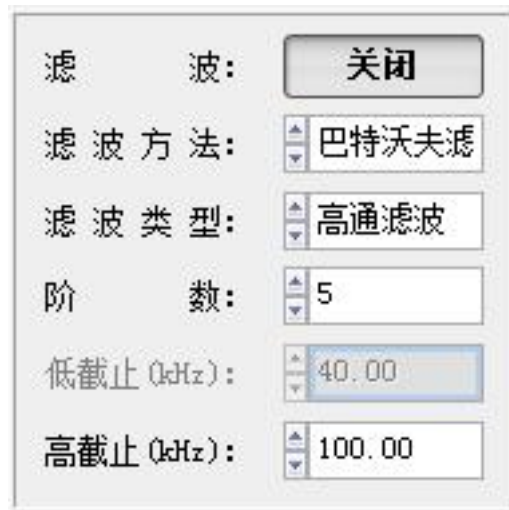 滤 波: 关闭
滤波方法: 巴特沃夫滤
滤波类型: 高通滤波
阶 数: 5
低截止(kHz): 40.00
高截止(kHz): 100.00